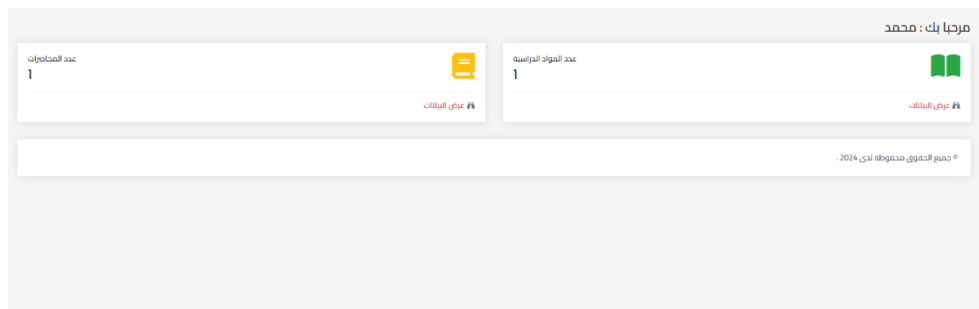 مرحبا بك : محمد
عدد المواد الدراسية
1
عرض البيانات
عدد المحاضرات
1
عرض البيانات
© جميع الحقوق محفوظة لدى 2024 .